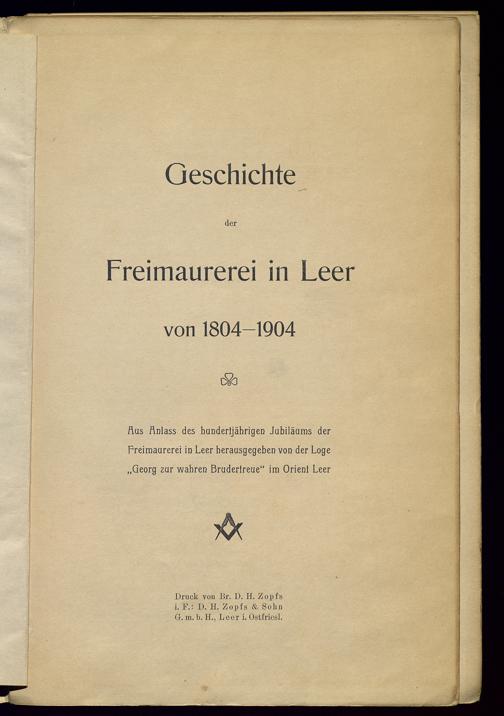 Geschichte
der
Freimaurerei in Leer
von 1804—1904
Aus Anlass des hundertjährigen Jubiläums der
Freimaurerei in Leer herausgegeben von der Loge
„Georg zur wahren Brudertreue“ im Orient Leer
Druck von Br. D. H. Zopfs
i. F.: D. H. Zopfs & Sohn
G. m. b. H., Leer i. Ostfriesl.